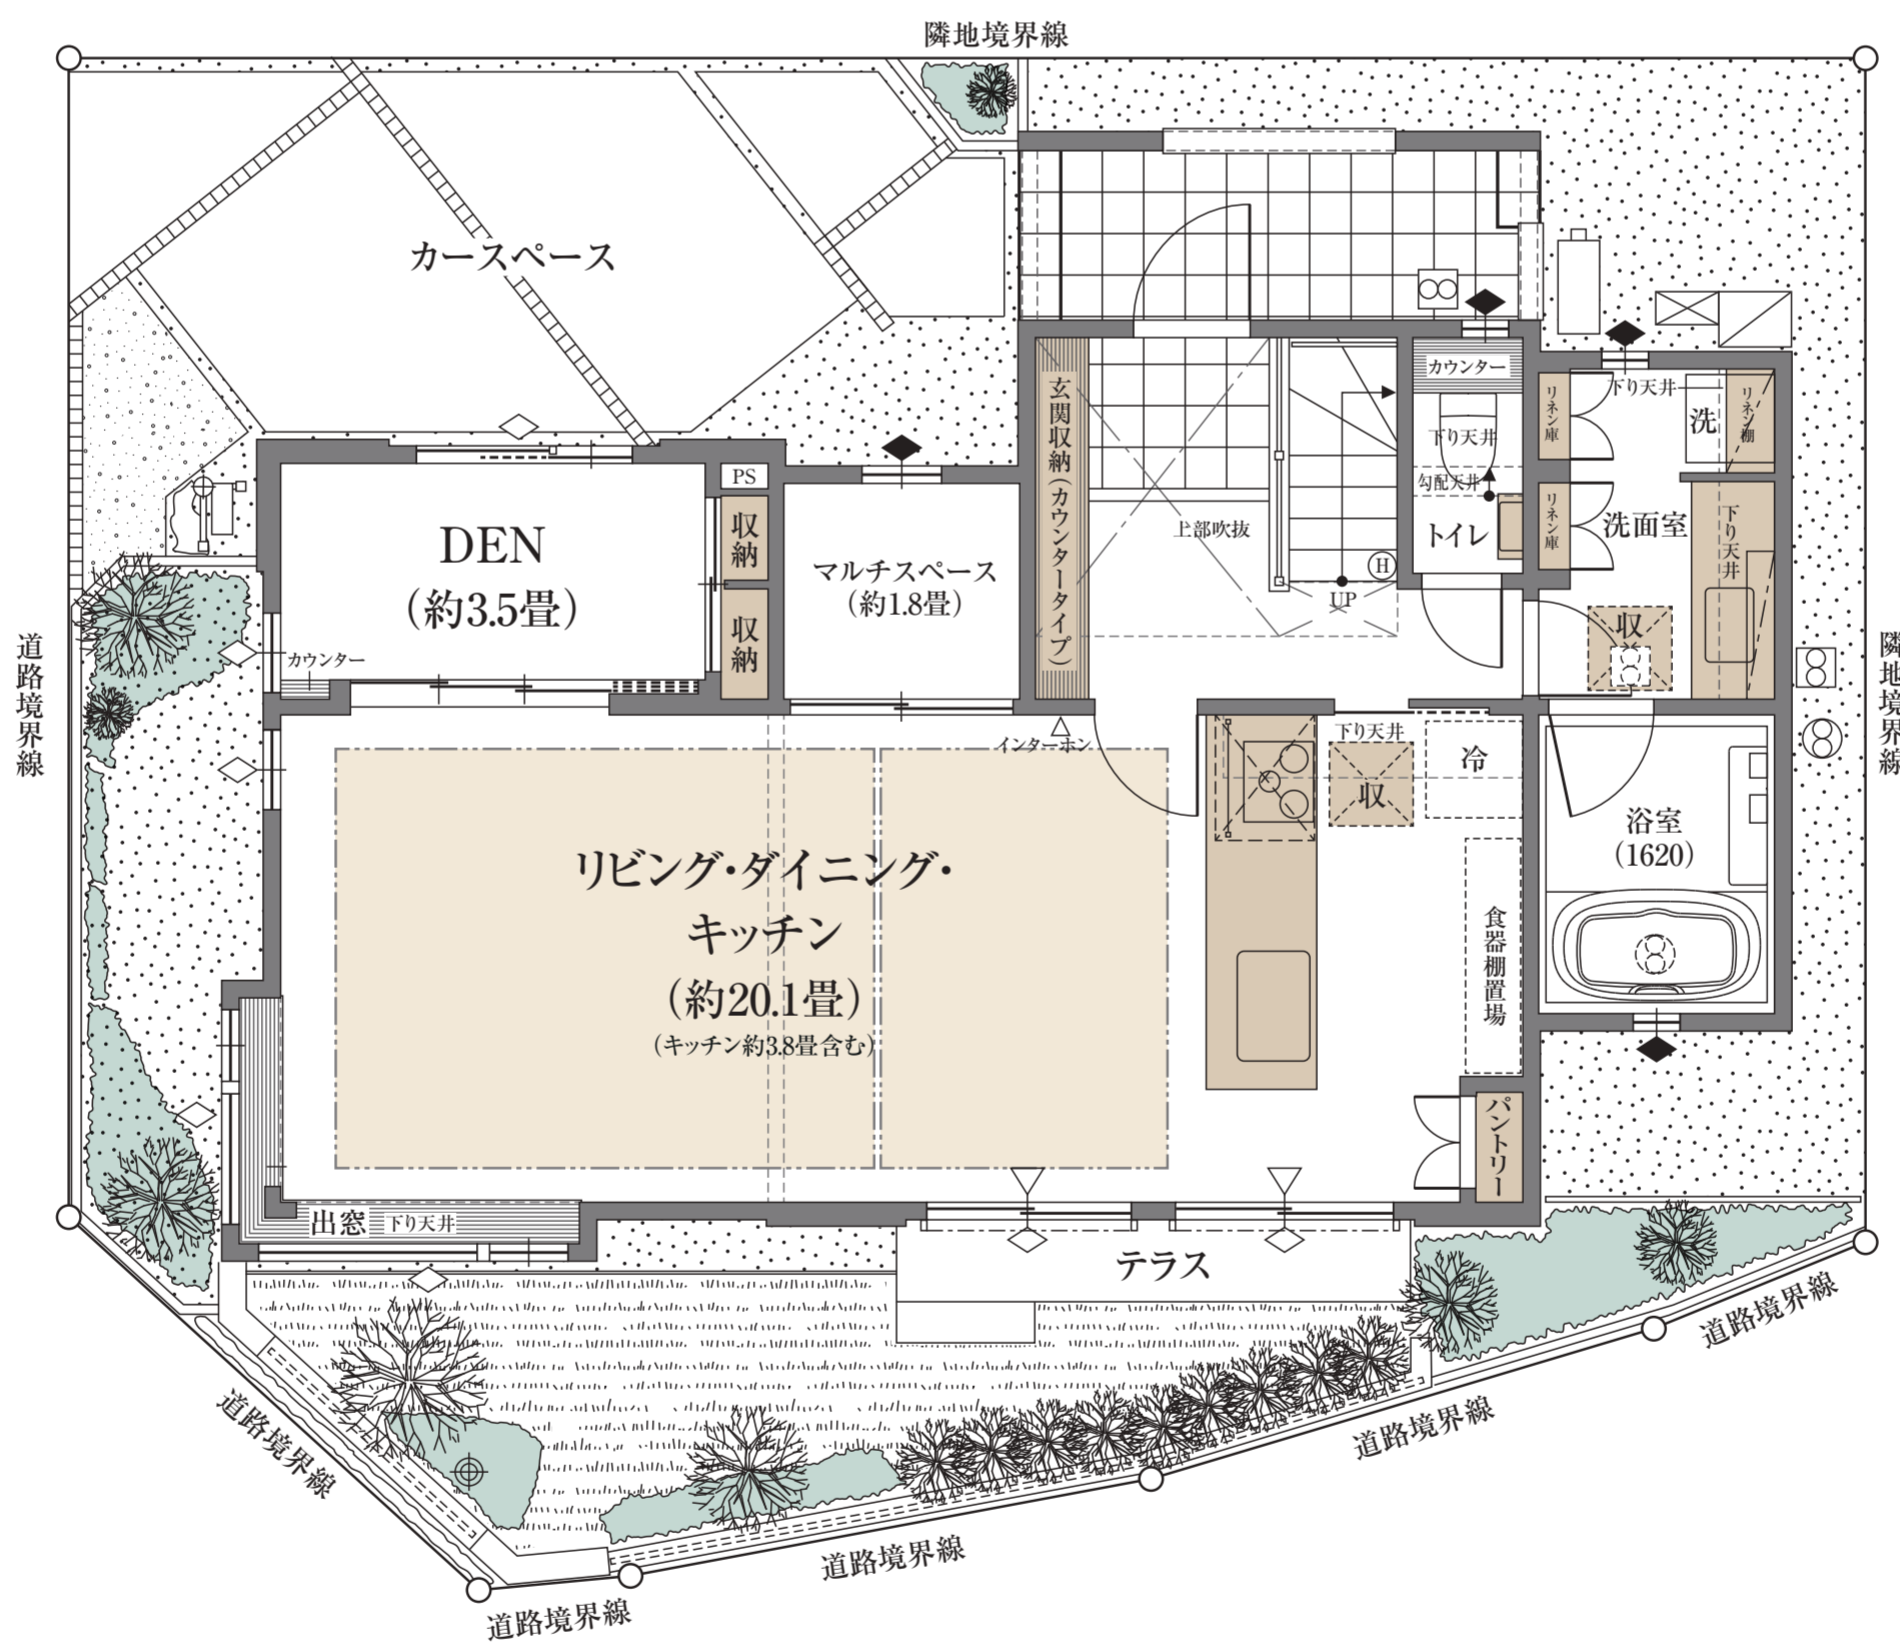 隣地境界線
カースペース
カウンター
下り天井
勾配天井
トイレ
リネン庫
下り天井
洗
リネン棚
リネン庫
洗面室
下り天井
収
玄関収納(カウンタータイプ)
上部吹抜
H
UP
PS
収納
収納
DEN
(約3.5畳)
カウンター
マルチスペース
(約1.8畳)
道路境界線
隣地境界線
インターホン
下り天井
収
冷
浴室
(1620)
リビング・ダイニング・
キッチン
(約20.1畳)
(キッチン約3.8畳含む)
食器棚置場
パントリー
出窓
下り天井
テラス
道路境界線
道路境界線
道路境界線
道路境界線
道路境界線